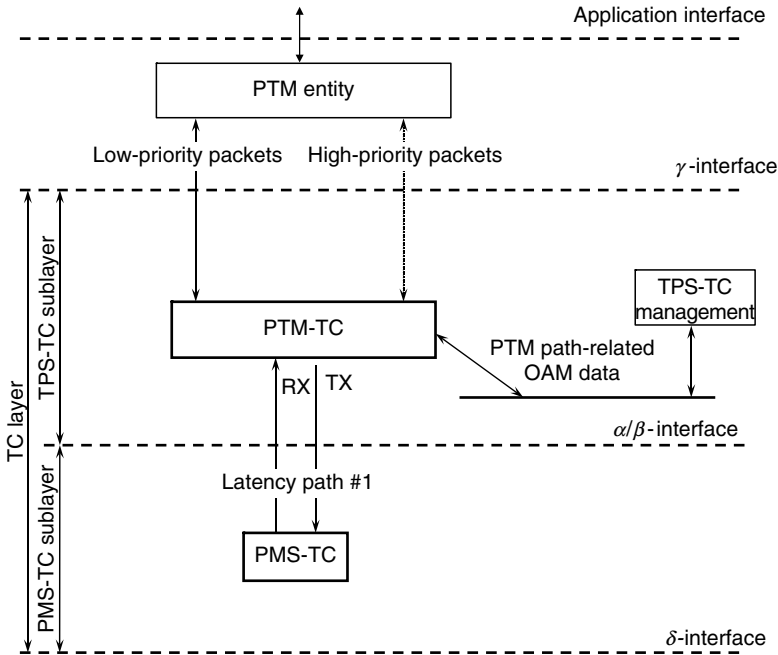 Application interface
PTM entity
Low-priority packets
High-priority packets
γ-interface
TC layer
TPS-TC sublayer
PTM-TC
TPS-TC
management
PTM path-related
OAM data
RX
TX
α/β-interface
Latency path #1
PMS-TC sublayer
PMS-TC
δ-interface